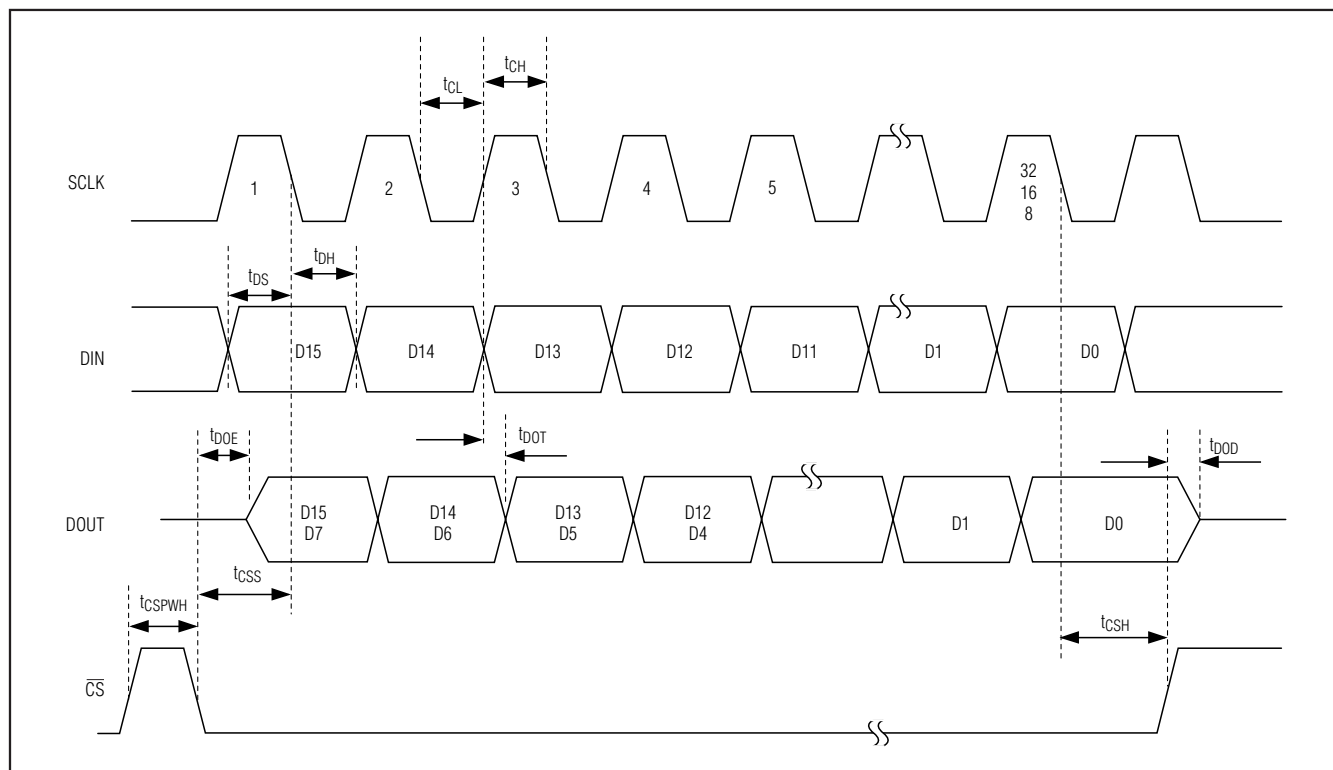 tCL
tCH
SCLK
1 2 3 4 5 32
16
8
tDS
tDH
DIN
D15 D14 D13 D12 D11 D1 D0
tDOE
tDOT
tDOD
DOUT
D15 D14 D13 D12 D1 D0
D7 D6 D5 D4
tCSS
tCSPWH
tCSH
CS